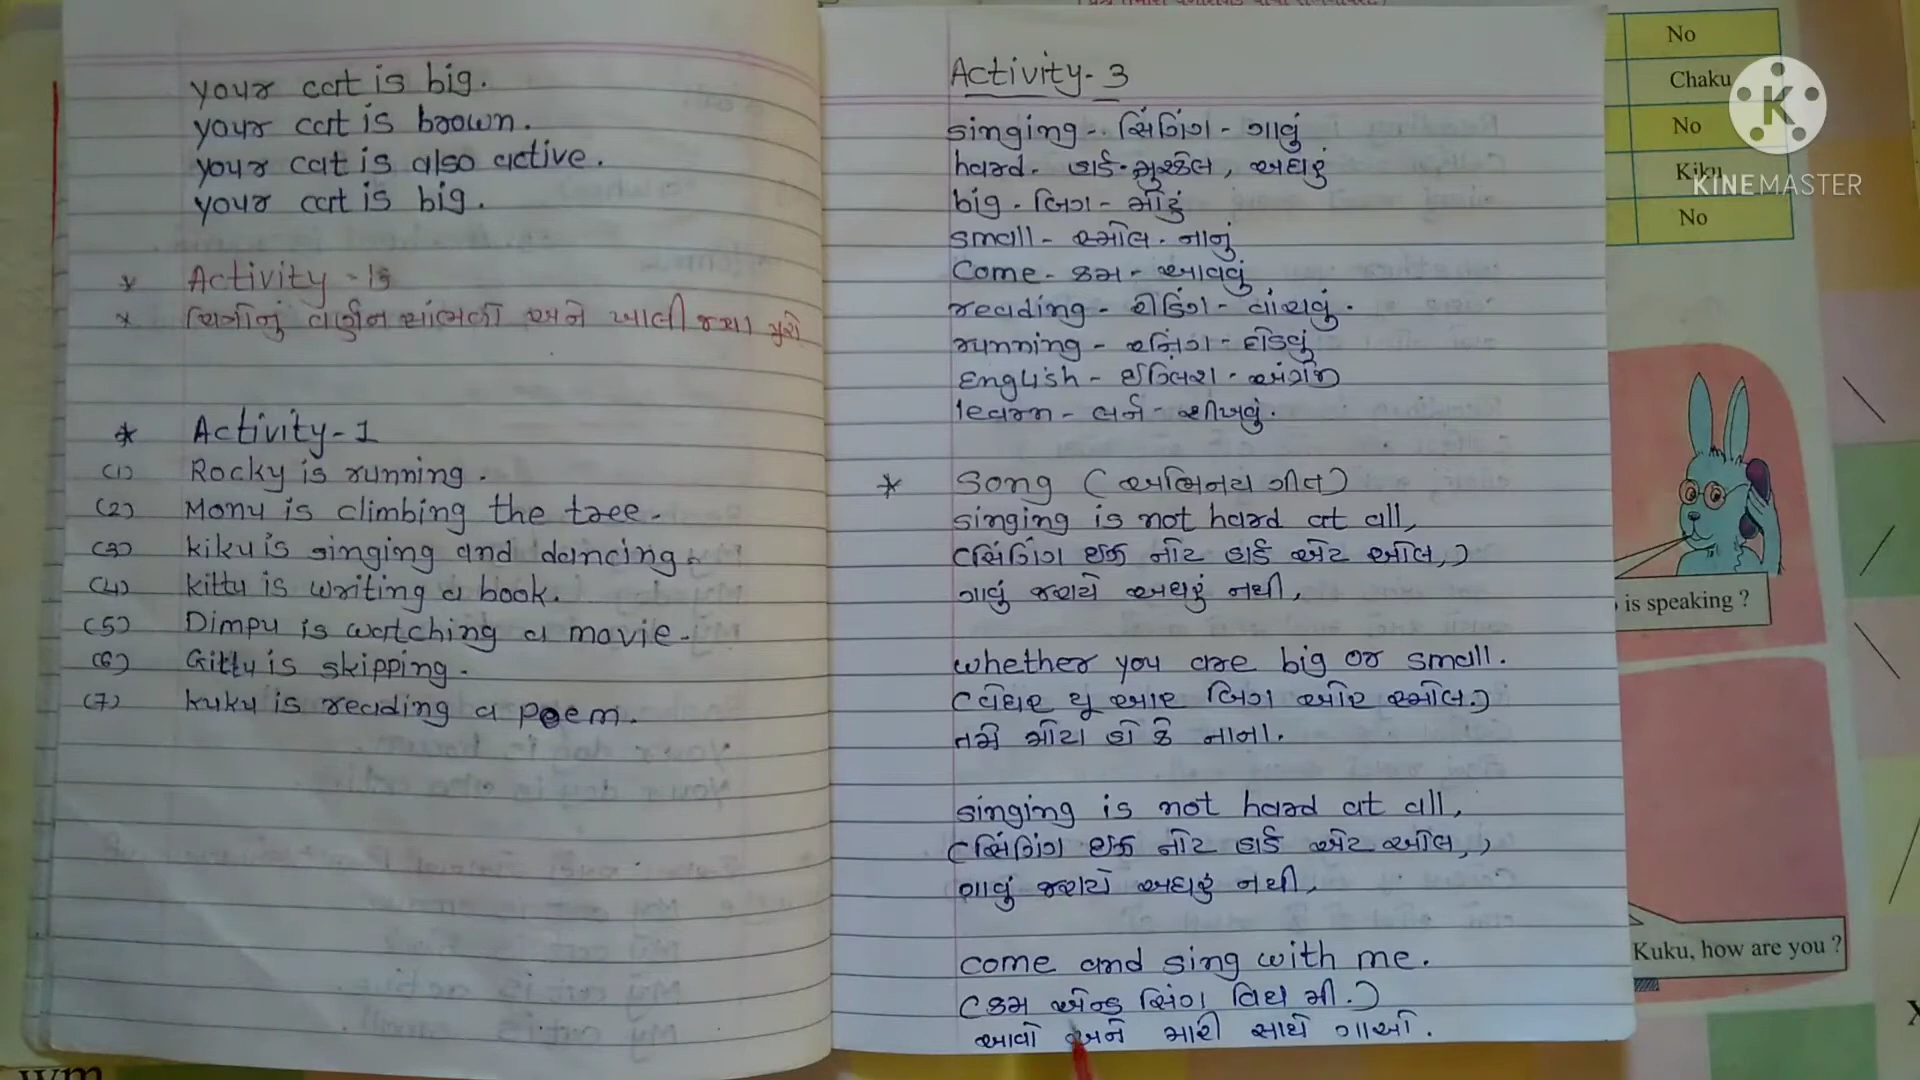 your cat is big.
your cat is brown.
your cat is also active.
your cat is big.
* Activity - 1
* ચિત્રોનું વર્ણન સાંભળો અને ખાલી જગ્યા પુરો
* Activity-1
(1) Rocky is running.
(2) Monu is climbing the tree.
(3) kiku is singing and dancing.
(4) kittu is writing a book.
(5) Dimpu is watching a movie.
(6) Gittu is skipping.
(7) kuku is reading a poem.
Activity-3
singing - સિંગિંગ - ગાવું
hard - હાર્ડ - મુશ્કેલ, અઘરું
big - બિગ - મોટું
small - સ્મોલ - નાનું
Come - કમ - આવવું
reading - રીડિંગ - વાંચવું.
running - રનિંગ - દોડવું
English - ઇંગ્લિશ - અંગ્રેજી
learn - લર્ન - શીખવું.
* Song (અભિનય ગીત)
singing is not hard at all,
(સિંગિંગ ઇઝ નોટ હાર્ડ એટ ઓલ,)
ગાવું જરાયે અઘરું નથી,
whether you are big or small.
(વેધર યૂ આર બિગ ઓર સ્મોલ.)
તમે મોટા હો કે નાના.
singing is not hard at all,
(સિંગિંગ ઇઝ નોટ હાર્ડ એટ ઓલ,)
ગાવું જરાયે અઘરું નથી,
come and sing with me.
(કમ એન્ડ સિંગ વિથ મી.)
આવો અને મારી સાથે ગાઓ.
No
Chaku
No
Kiku
No
KINEMASTER
is speaking ?
Kuku, how are you ?